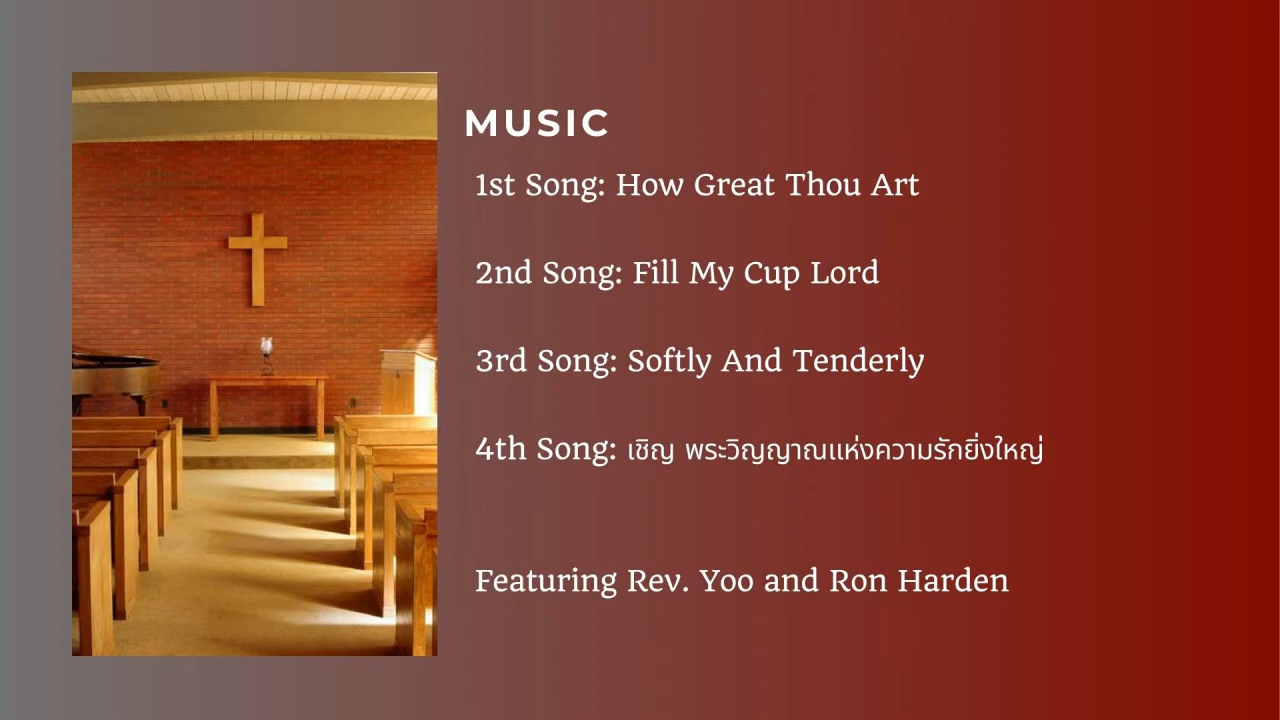 MUSIC
1st Song: How Great Thou Art
2nd Song: Fill My Cup Lord
3rd Song: Softly And Tenderly
4th Song: เชิญ พระวิญญาณแห่งความรักยิ่งใหญ่
Featuring Rev. Yoo and Ron Harden